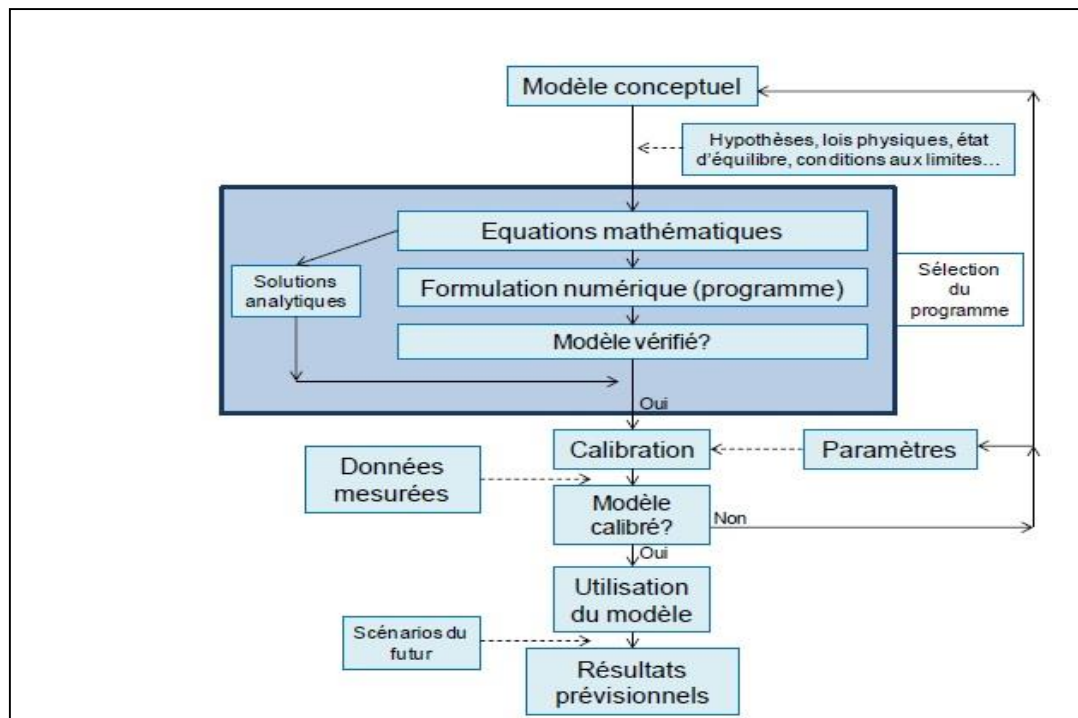 Modèle conceptuel
Hypothèses, lois physiques, état
d'équilibre, conditions aux limites...
Equations mathématiques
Solutions
analytiques
Formulation numérique (programme)
Sélection
du
programme
Modèle vérifié?
Oui
Calibration
Paramètres
Données
mesurées
Modèle
calibré?
Non
Oui
Utilisation
du modèle
Scénarios du
futur
Résultats
prévisionnels